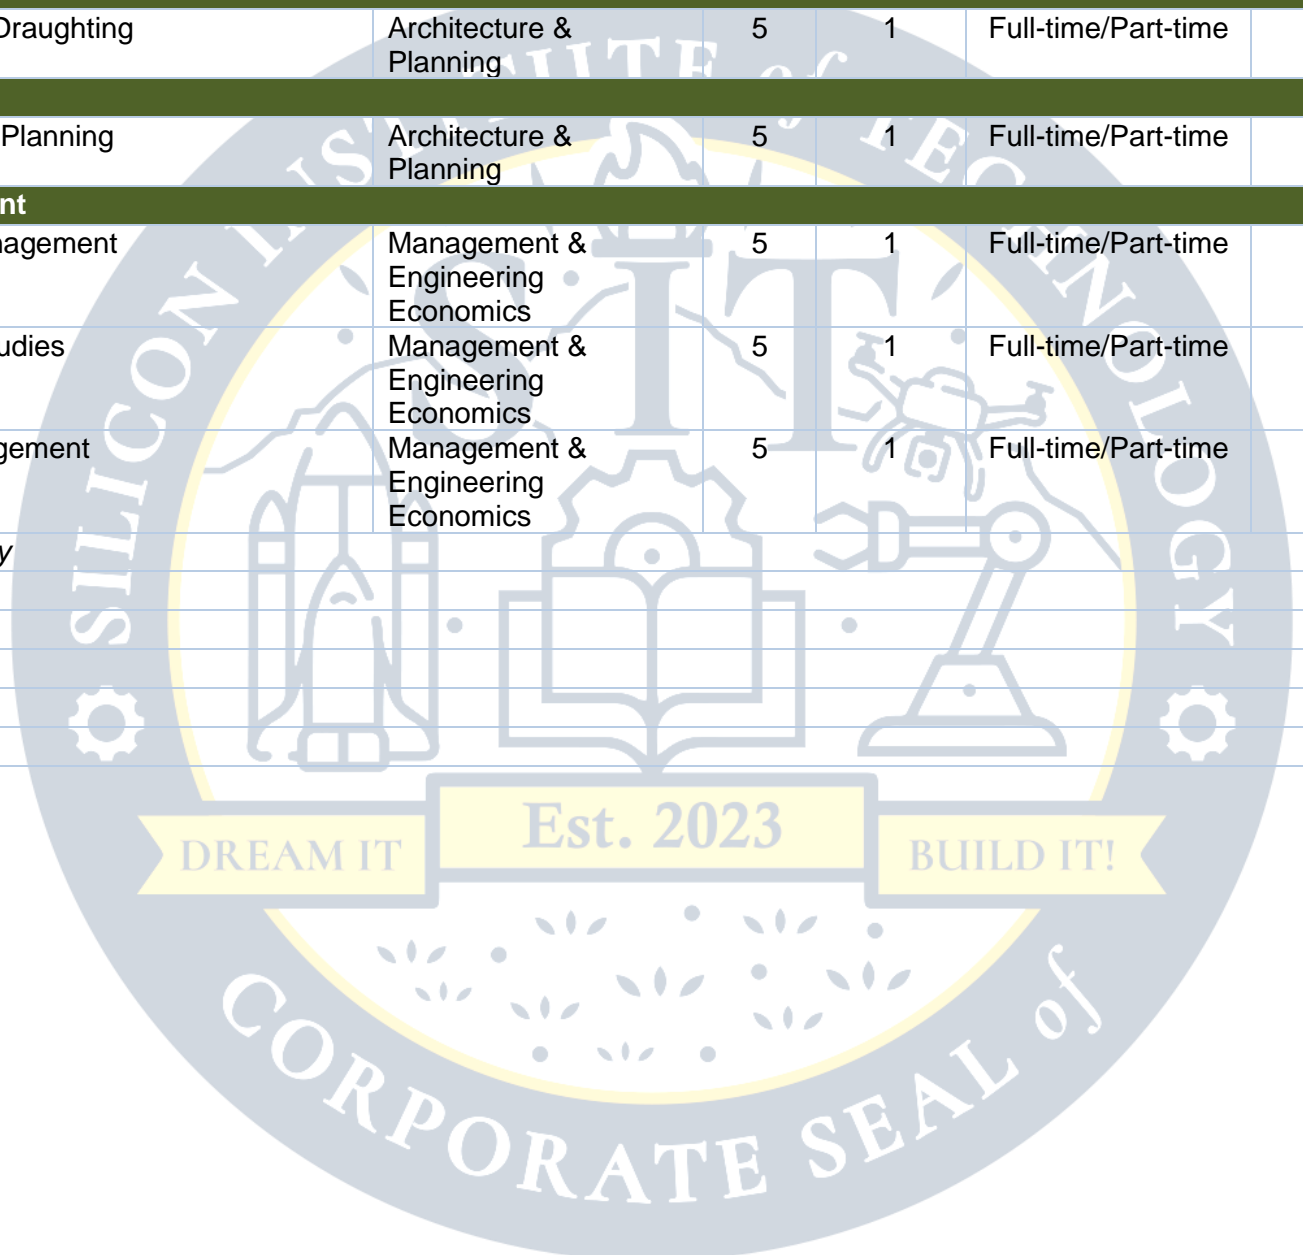 Draughting Architecture & 5 1 Full-time/Part-time
Planning
Planning Architecture & 5 1 Full-time/Part-time
Planning
nt
nagement Management & 5 1 Full-time/Part-time
Engineering
Economics
udies Management & 5 1 Full-time/Part-time
Engineering
Economics
gement Management & 5 1 Full-time/Part-time
Engineering
Economics
y
SILICON INSTITUTE of TECHNOLOGY
SIT
Est. 2023
DREAM IT BUILD IT!
CORPORATE SEAL of